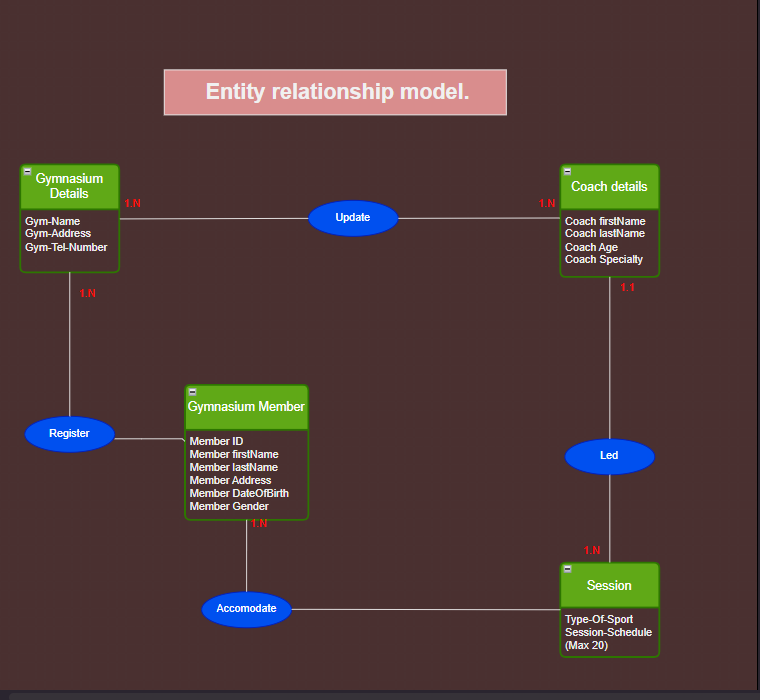 Entity relationship model.
Gymnasium
Details
Gym-Name
Gym-Address
Gym-Tel-Number
1.N
Update
1.N
Coach details
Coach firstName
Coach lastName
Coach Age
Coach Specialty
1.N
1.1
Register
Gymnasium Member
Member ID
Member firstName
Member lastName
Member Address
Member DateOfBirth
Member Gender
1.N
Led
1.N
Accomodate
Session
Type-Of-Sport
Session-Schedule
(Max 20)